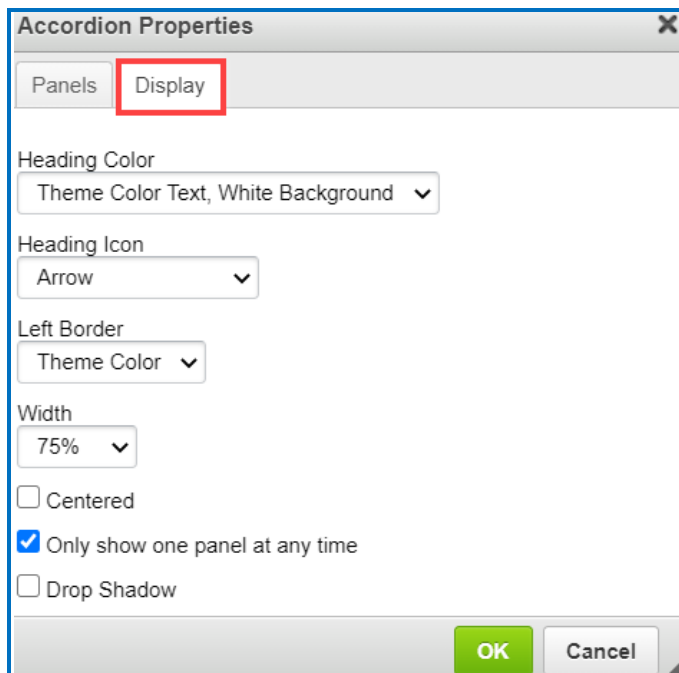 Accordion Properties
Panels Display
Heading Color
Theme Color Text, White Background
Heading Icon
Arrow
Left Border
Theme Color
Width
75%
Centered
Only show one panel at any time
Drop Shadow
OK Cancel